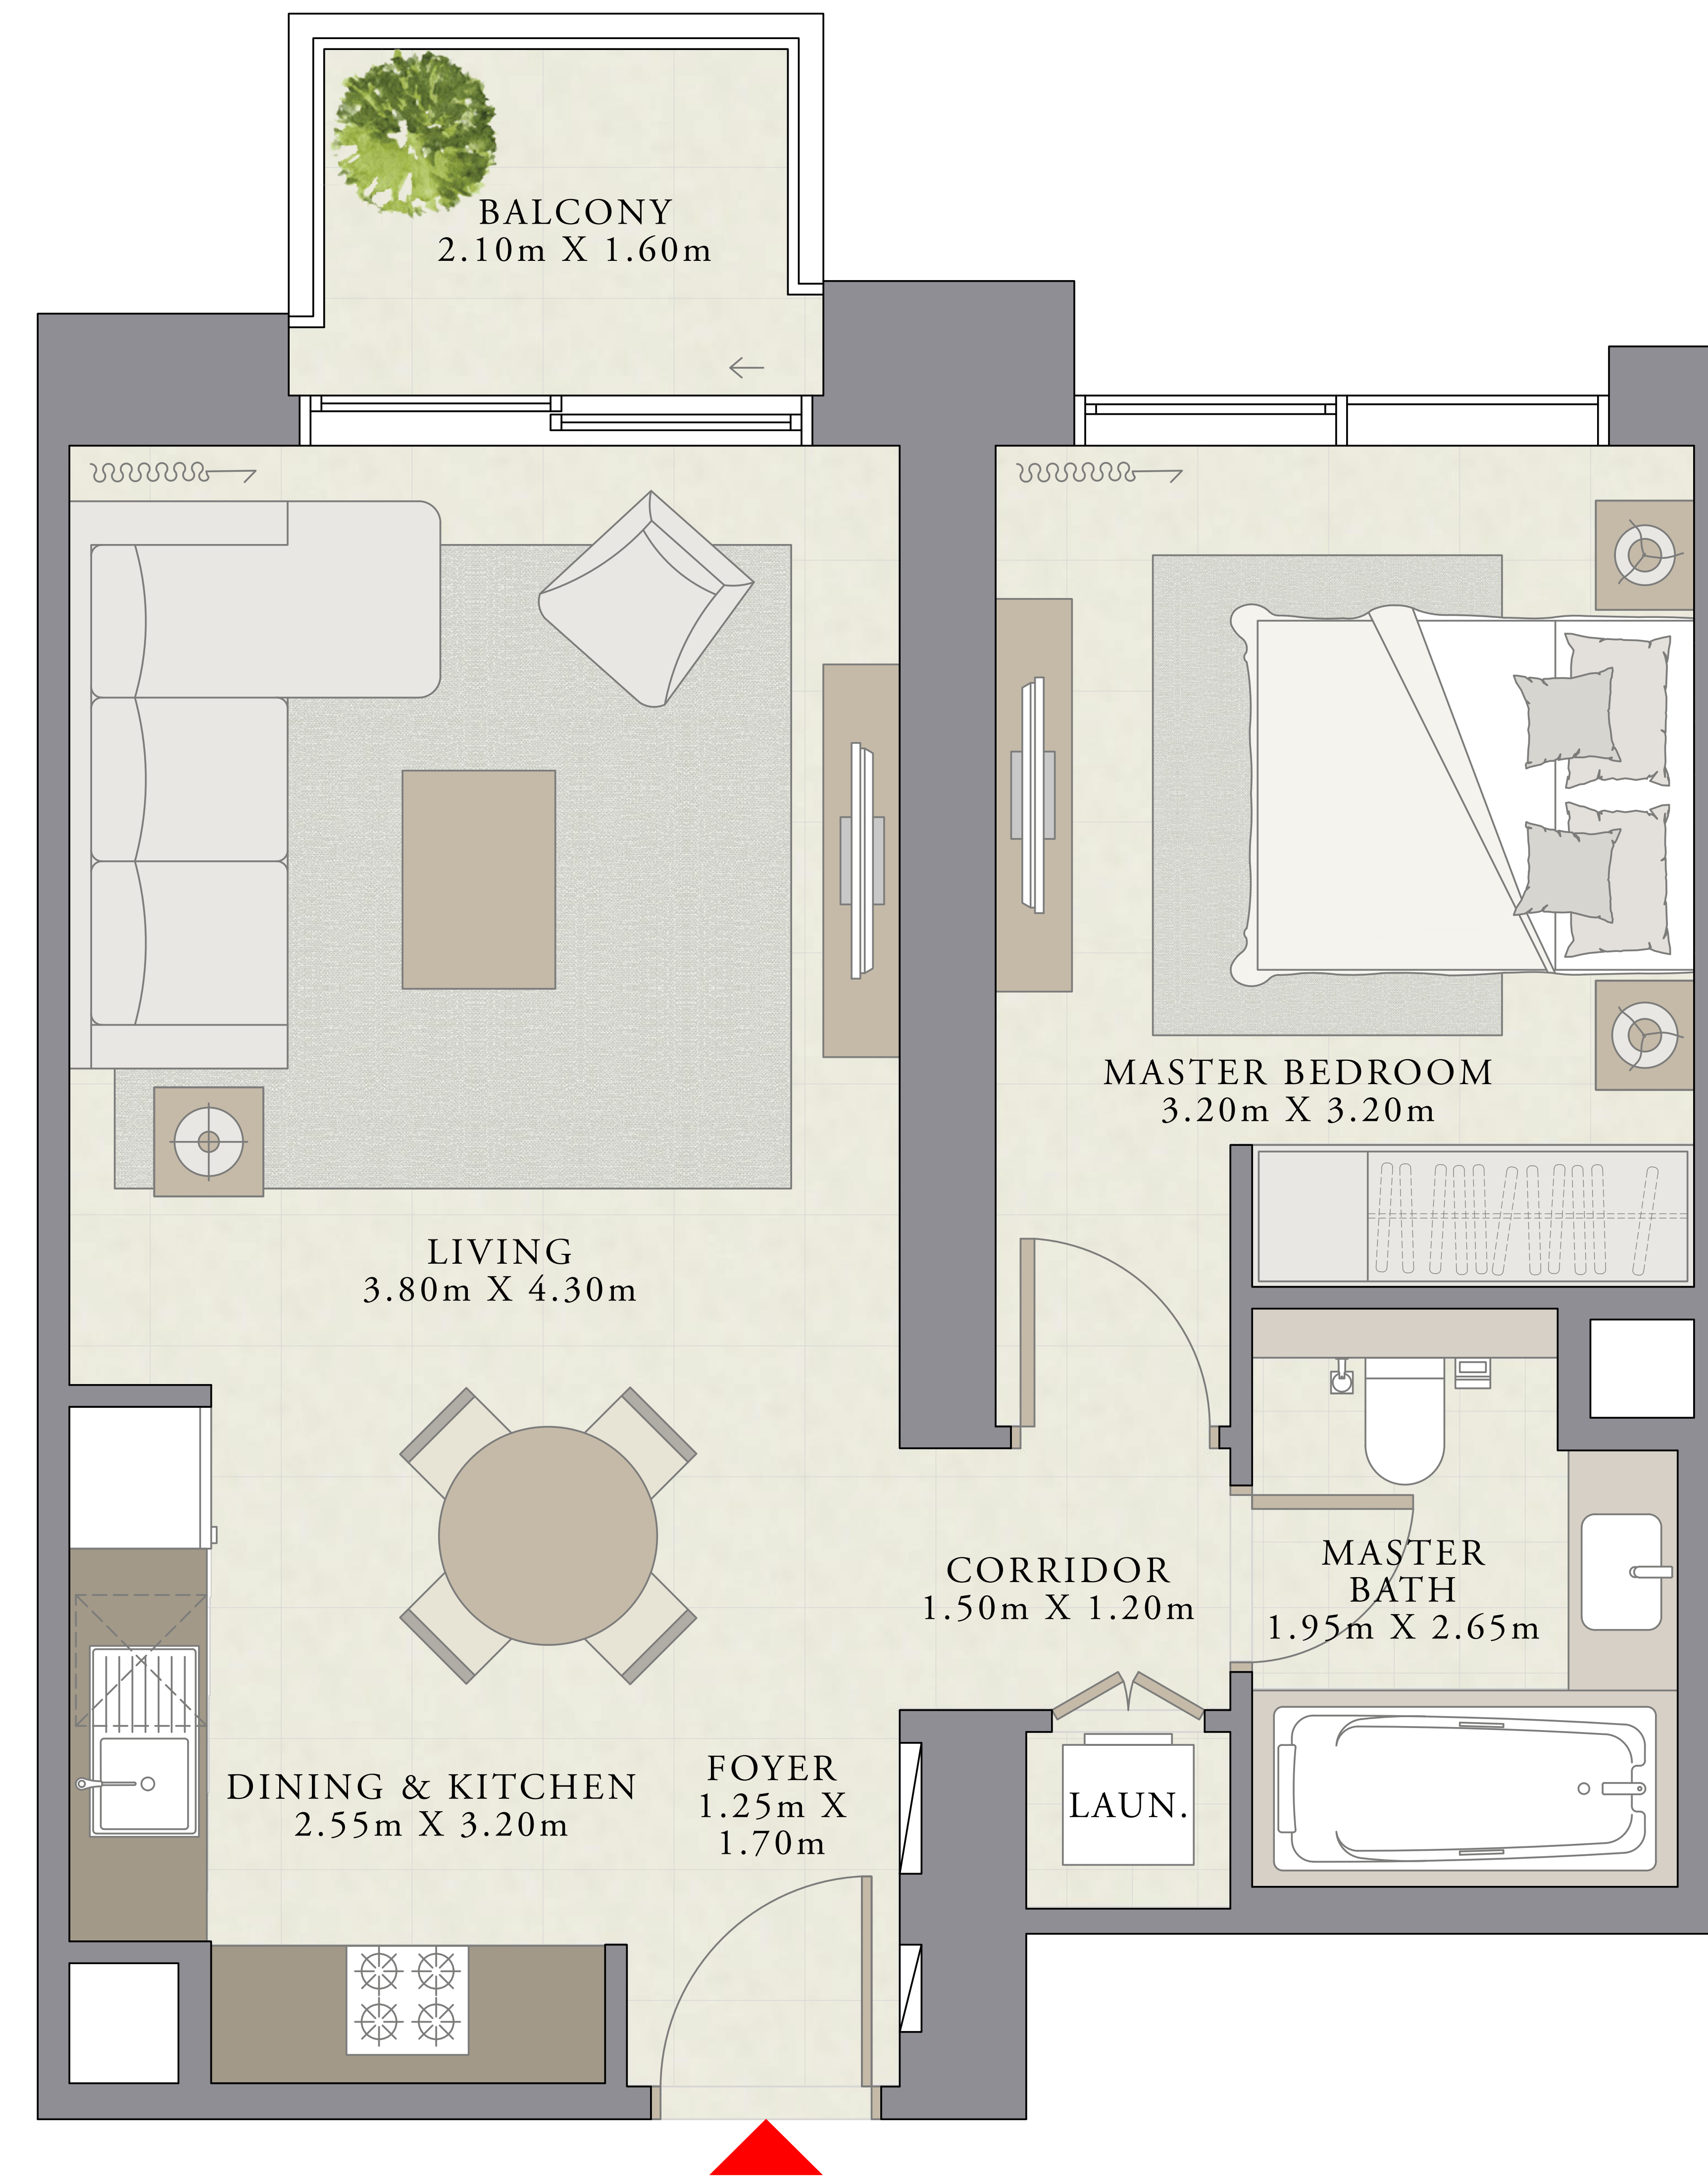 BALCONY
2.10m X 1.60m
MASTER BEDROOM
3.20m X 3.20m
LIVING
3.80m X 4.30m
CORRIDOR
1.50m X 1.20m
MASTER
BATH
1.95m X 2.65m
DINING & KITCHEN
2.55m X 3.20m
FOYER
1.25m X
1.70m
LAUN.